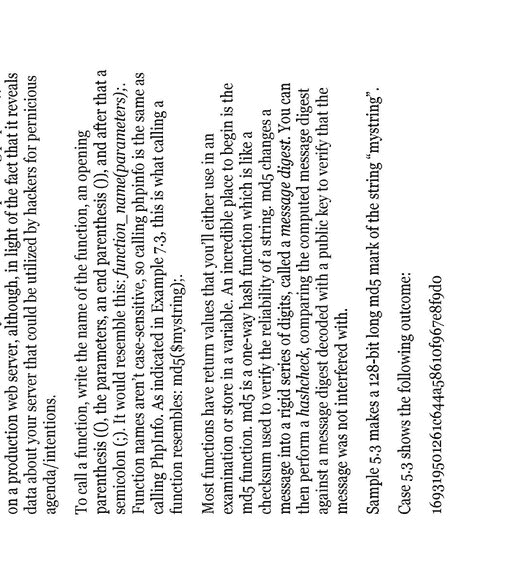 on a production web server, although, in light of the fact that it reveals
data about your server that could be utilized by hackers for pernicious
agenda/intentions.
To call a function, write the name of the function, an opening
parenthesis ((), the parameters, an end parenthesis ()), and after that a
semicolon (;). It would resemble this: function_name(parameters);.
Function names aren't case-sensitive, so calling phpinfo is the same as
calling PhpInfo. As indicated in Example 7.3, this is what calling a
function resembles: md5($mystring);.
Most functions have return values that you'll either use in an
examination or store in a variable. An incredible place to begin is the
md5 function. md5 is a one-way hash function which is like a
checksum used to verify the reliability of a string. md5 changes a
message into a rigid series of digits, called a message digest. You can
then perform a hashcheck, comparing the computed message digest
against a message digest decoded with a public key to verify that the
message was not interfered with.
Sample 5.3 makes a 128-bit long md5 mark of the string “mystring”.
Case 5.3 shows the following outcome:
169319501261c644a58610f967e8f9d0